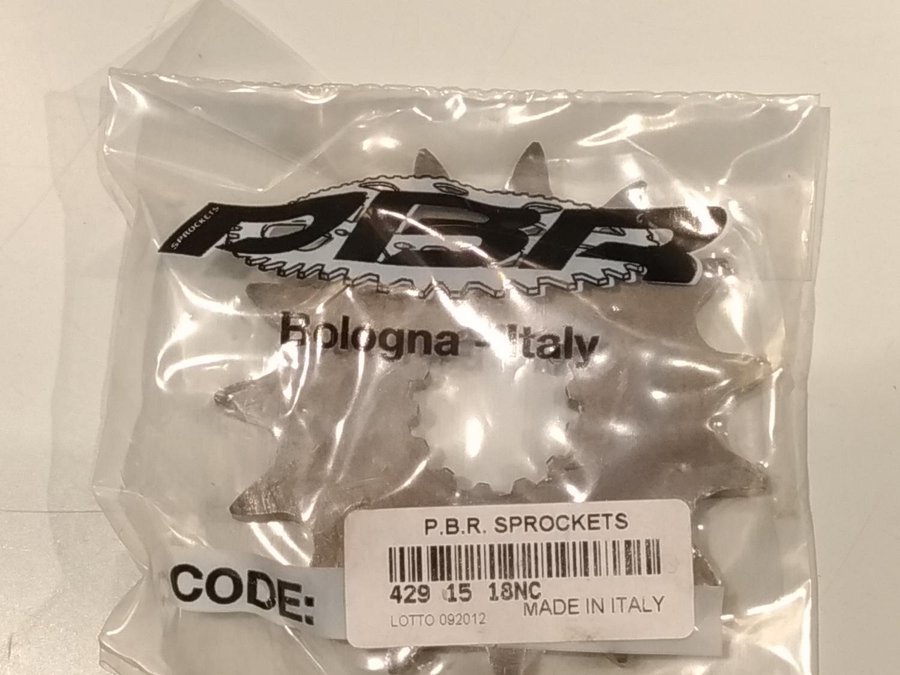 SPROCKETS
PBR
Bologna - Italy
P.B.R. SPROCKETS
CODE:
429 15 18NC
MADE IN ITALY
LOTTO 092012